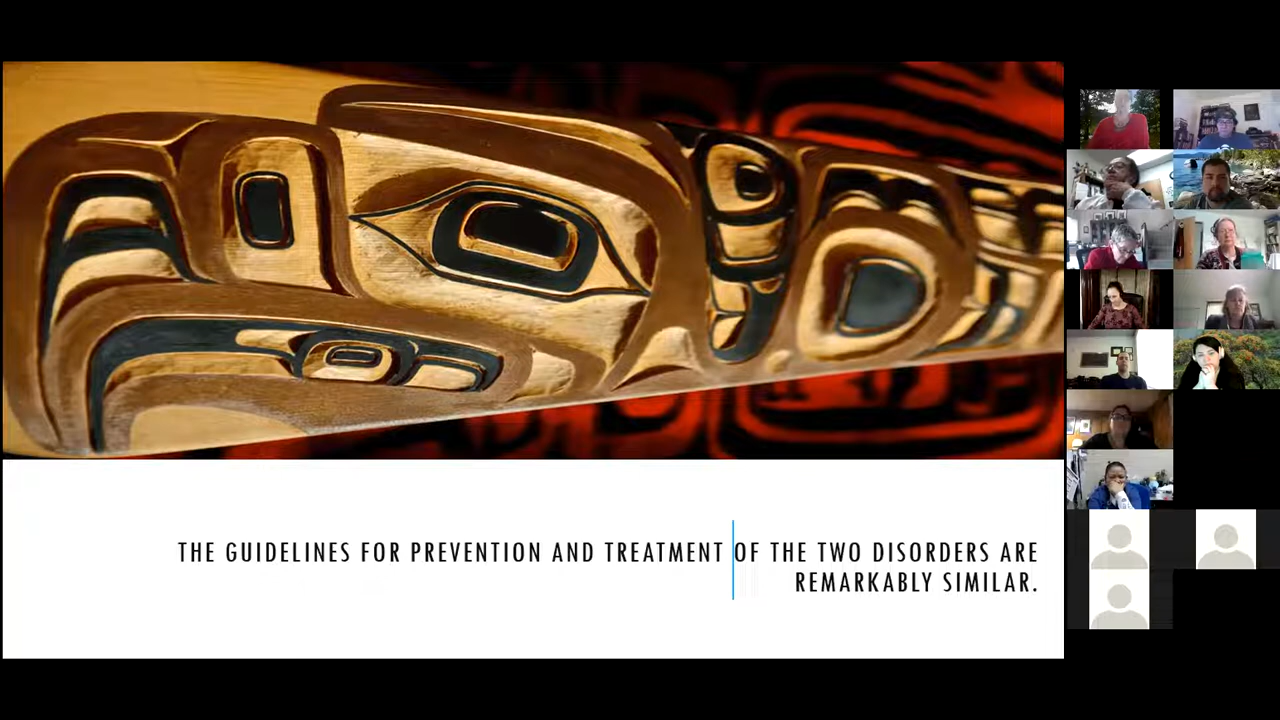 THE GUIDELINES FOR PREVENTION AND TREATMENT OF THE TWO DISORDERS ARE
REMARKABLY SIMILAR.